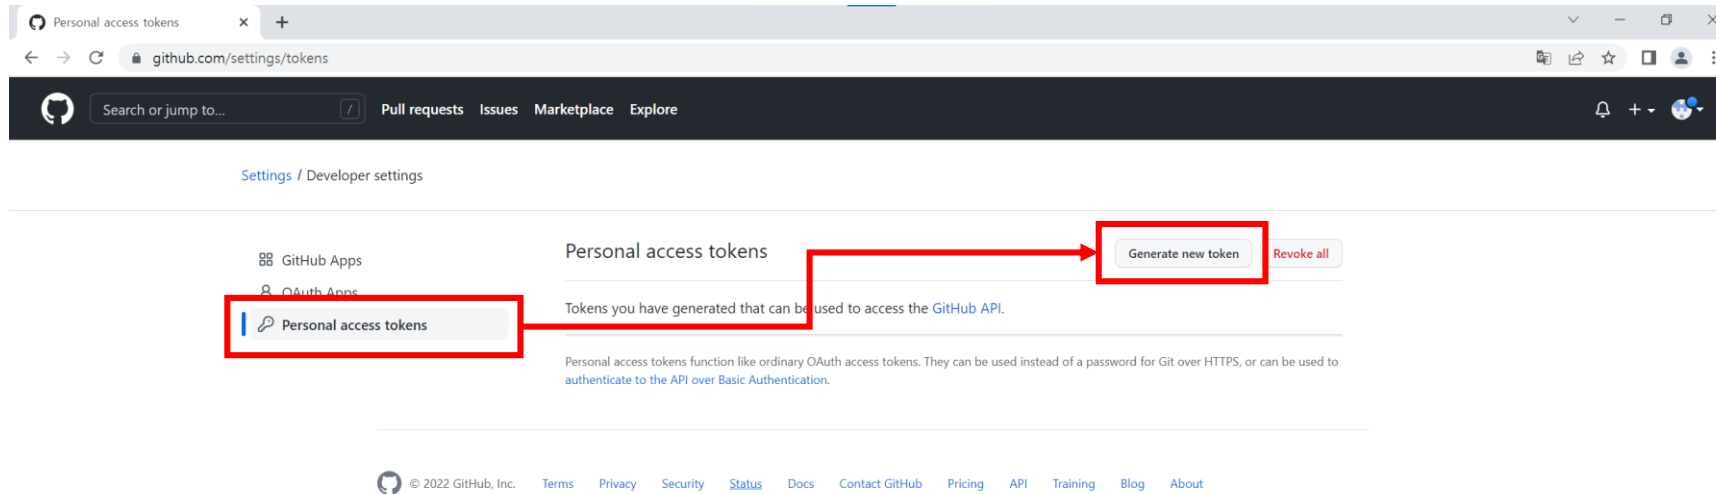 Personal access tokens
github.com/settings/tokens
Search or jump to... / Pull requests Issues Marketplace Explore
Settings / Developer settings
GitHub Apps
OAuth Apps
Personal access tokens
Personal access tokens
Generate new token
Revoke all
Tokens you have generated that can be used to access the GitHub API.
Personal access tokens function like ordinary OAuth access tokens. They can be used instead of a password for Git over HTTPS, or can be used to
authenticate to the API over Basic Authentication.
© 2022 GitHub, Inc. Terms Privacy Security Status Docs Contact GitHub Pricing API Training Blog About